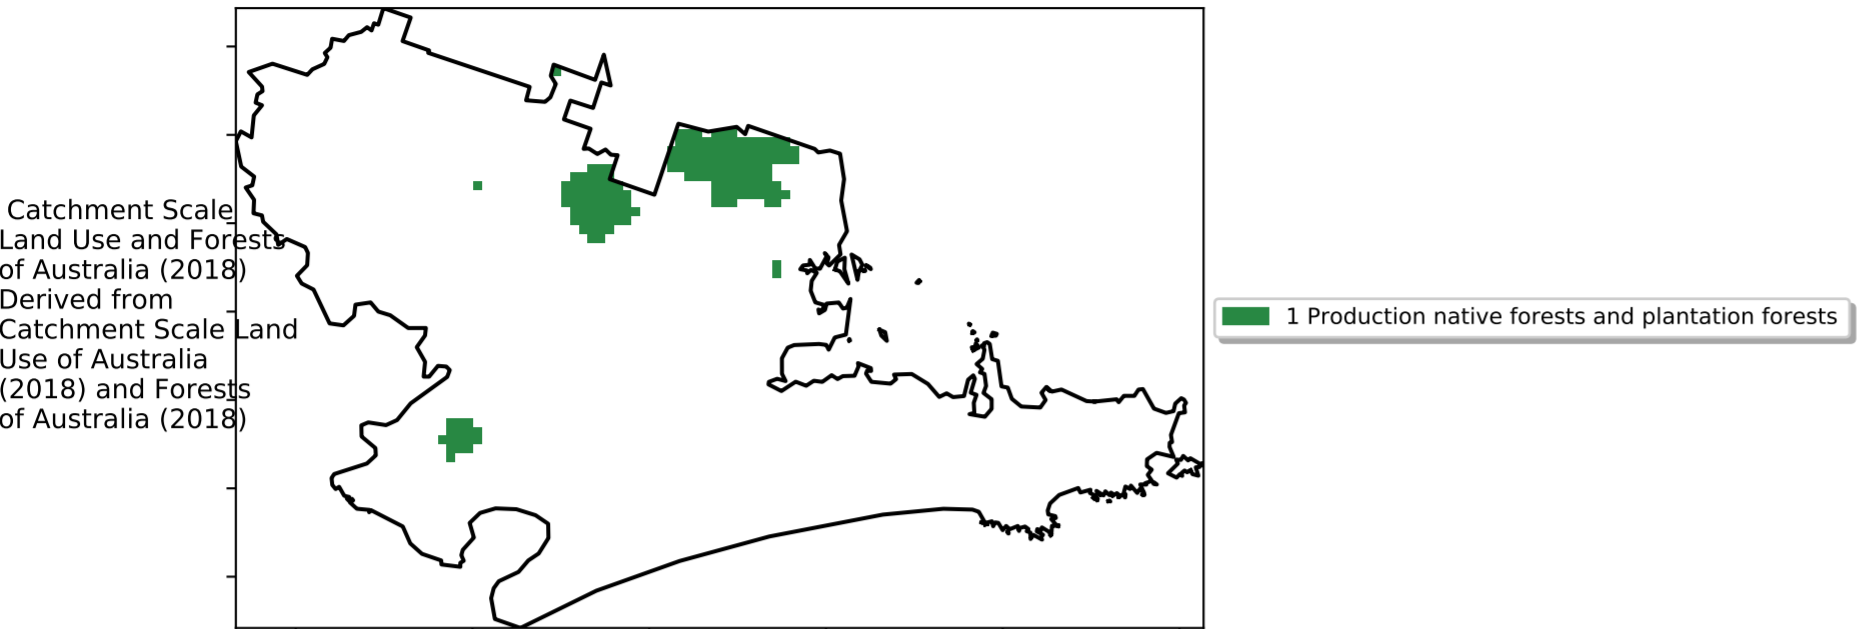 Catchment Scale
Land Use and Forests
of Australia (2018)
Derived from
Catchment Scale Land
Use of Australia
(2018) and Forests
of Australia (2018)
1 Production native forests and plantation forests